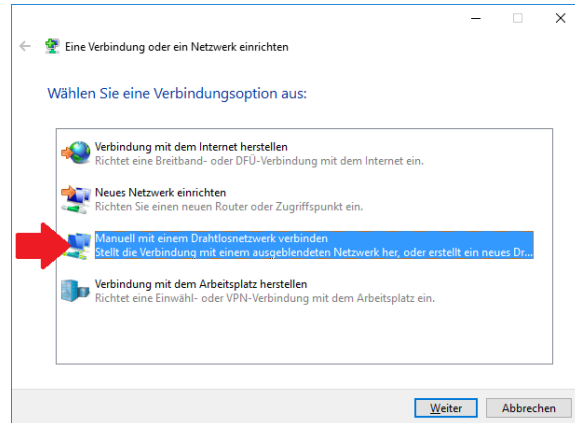 Eine Verbindung oder ein Netzwerk einrichten
Wählen Sie eine Verbindungsoption aus:
Verbindung mit dem Internet herstellen
Richtet eine Breitband- oder DFÜ-Verbindung mit dem Internet ein.
Neues Netzwerk einrichten
Richten Sie einen neuen Router oder Zugriffspunkt ein.
Manuell mit einem Drahtlosnetzwerk verbinden
Stellt die Verbindung mit einem ausgeblendeten Netzwerk her, oder erstellt ein neues Dr...
Verbindung mit dem Arbeitsplatz herstellen
Richtet eine Einwähl- oder VPN-Verbindung mit dem Arbeitsplatz ein.
Weiter Abbrechen